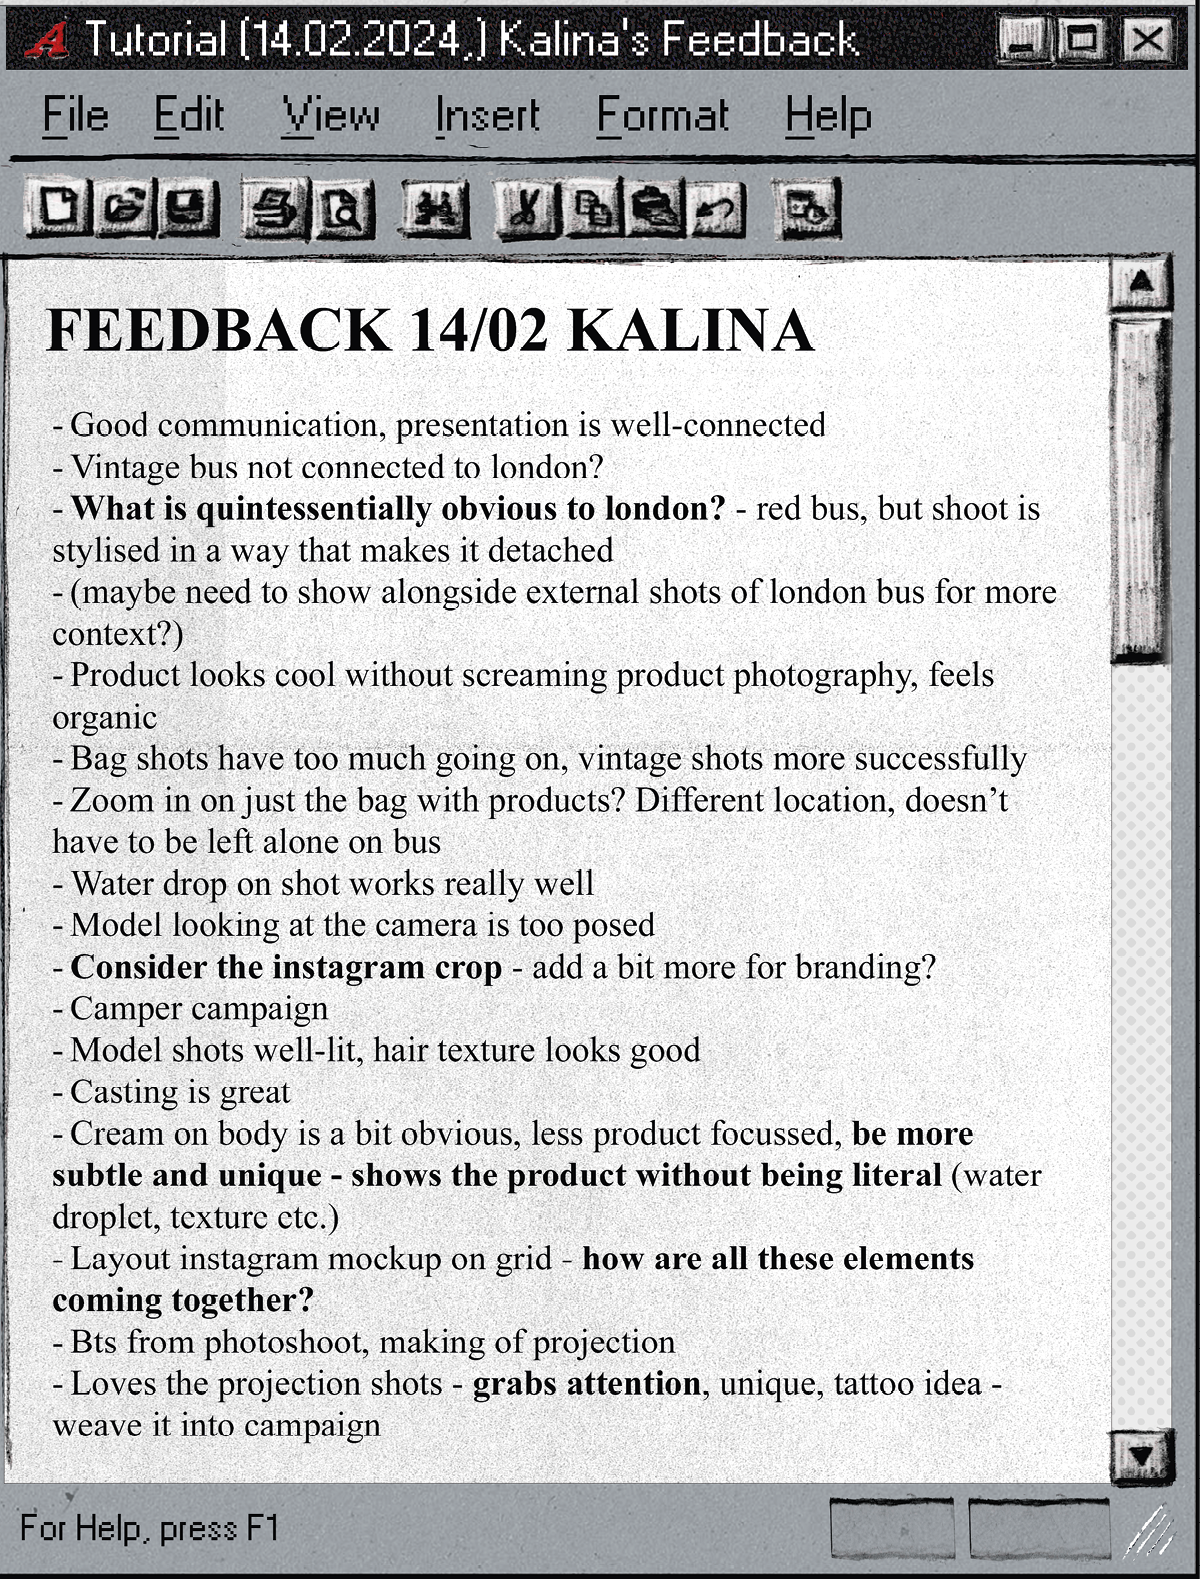 Tutorial (14.02.2024,) Kalina's Feedback
File Edit View Insert Format Help
FEEDBACK 14/02 KALINA
- Good communication, presentation is well-connected
- Vintage bus not connected to london?
- What is quintessentially obvious to london? - red bus, but shoot is
stylised in a way that makes it detached
- (maybe need to show alongside external shots of london bus for more
context?)
- Product looks cool without screaming product photography, feels
organic
- Bag shots have too much going on, vintage shots more successfully
- Zoom in on just the bag with products? Different location, doesn’t
have to be left alone on bus
- Water drop on shot works really well
- Model looking at the camera is too posed
- Consider the instagram crop - add a bit more for branding?
- Camper campaign
- Model shots well-lit, hair texture looks good
- Casting is great
- Cream on body is a bit obvious, less product focussed, be more
subtle and unique - shows the product without being literal (water
droplet, texture etc.)
- Layout instagram mockup on grid - how are all these elements
coming together?
- Bts from photoshoot, making of projection
- Loves the projection shots - grabs attention, unique, tattoo idea -
weave it into campaign
For Help, press F1